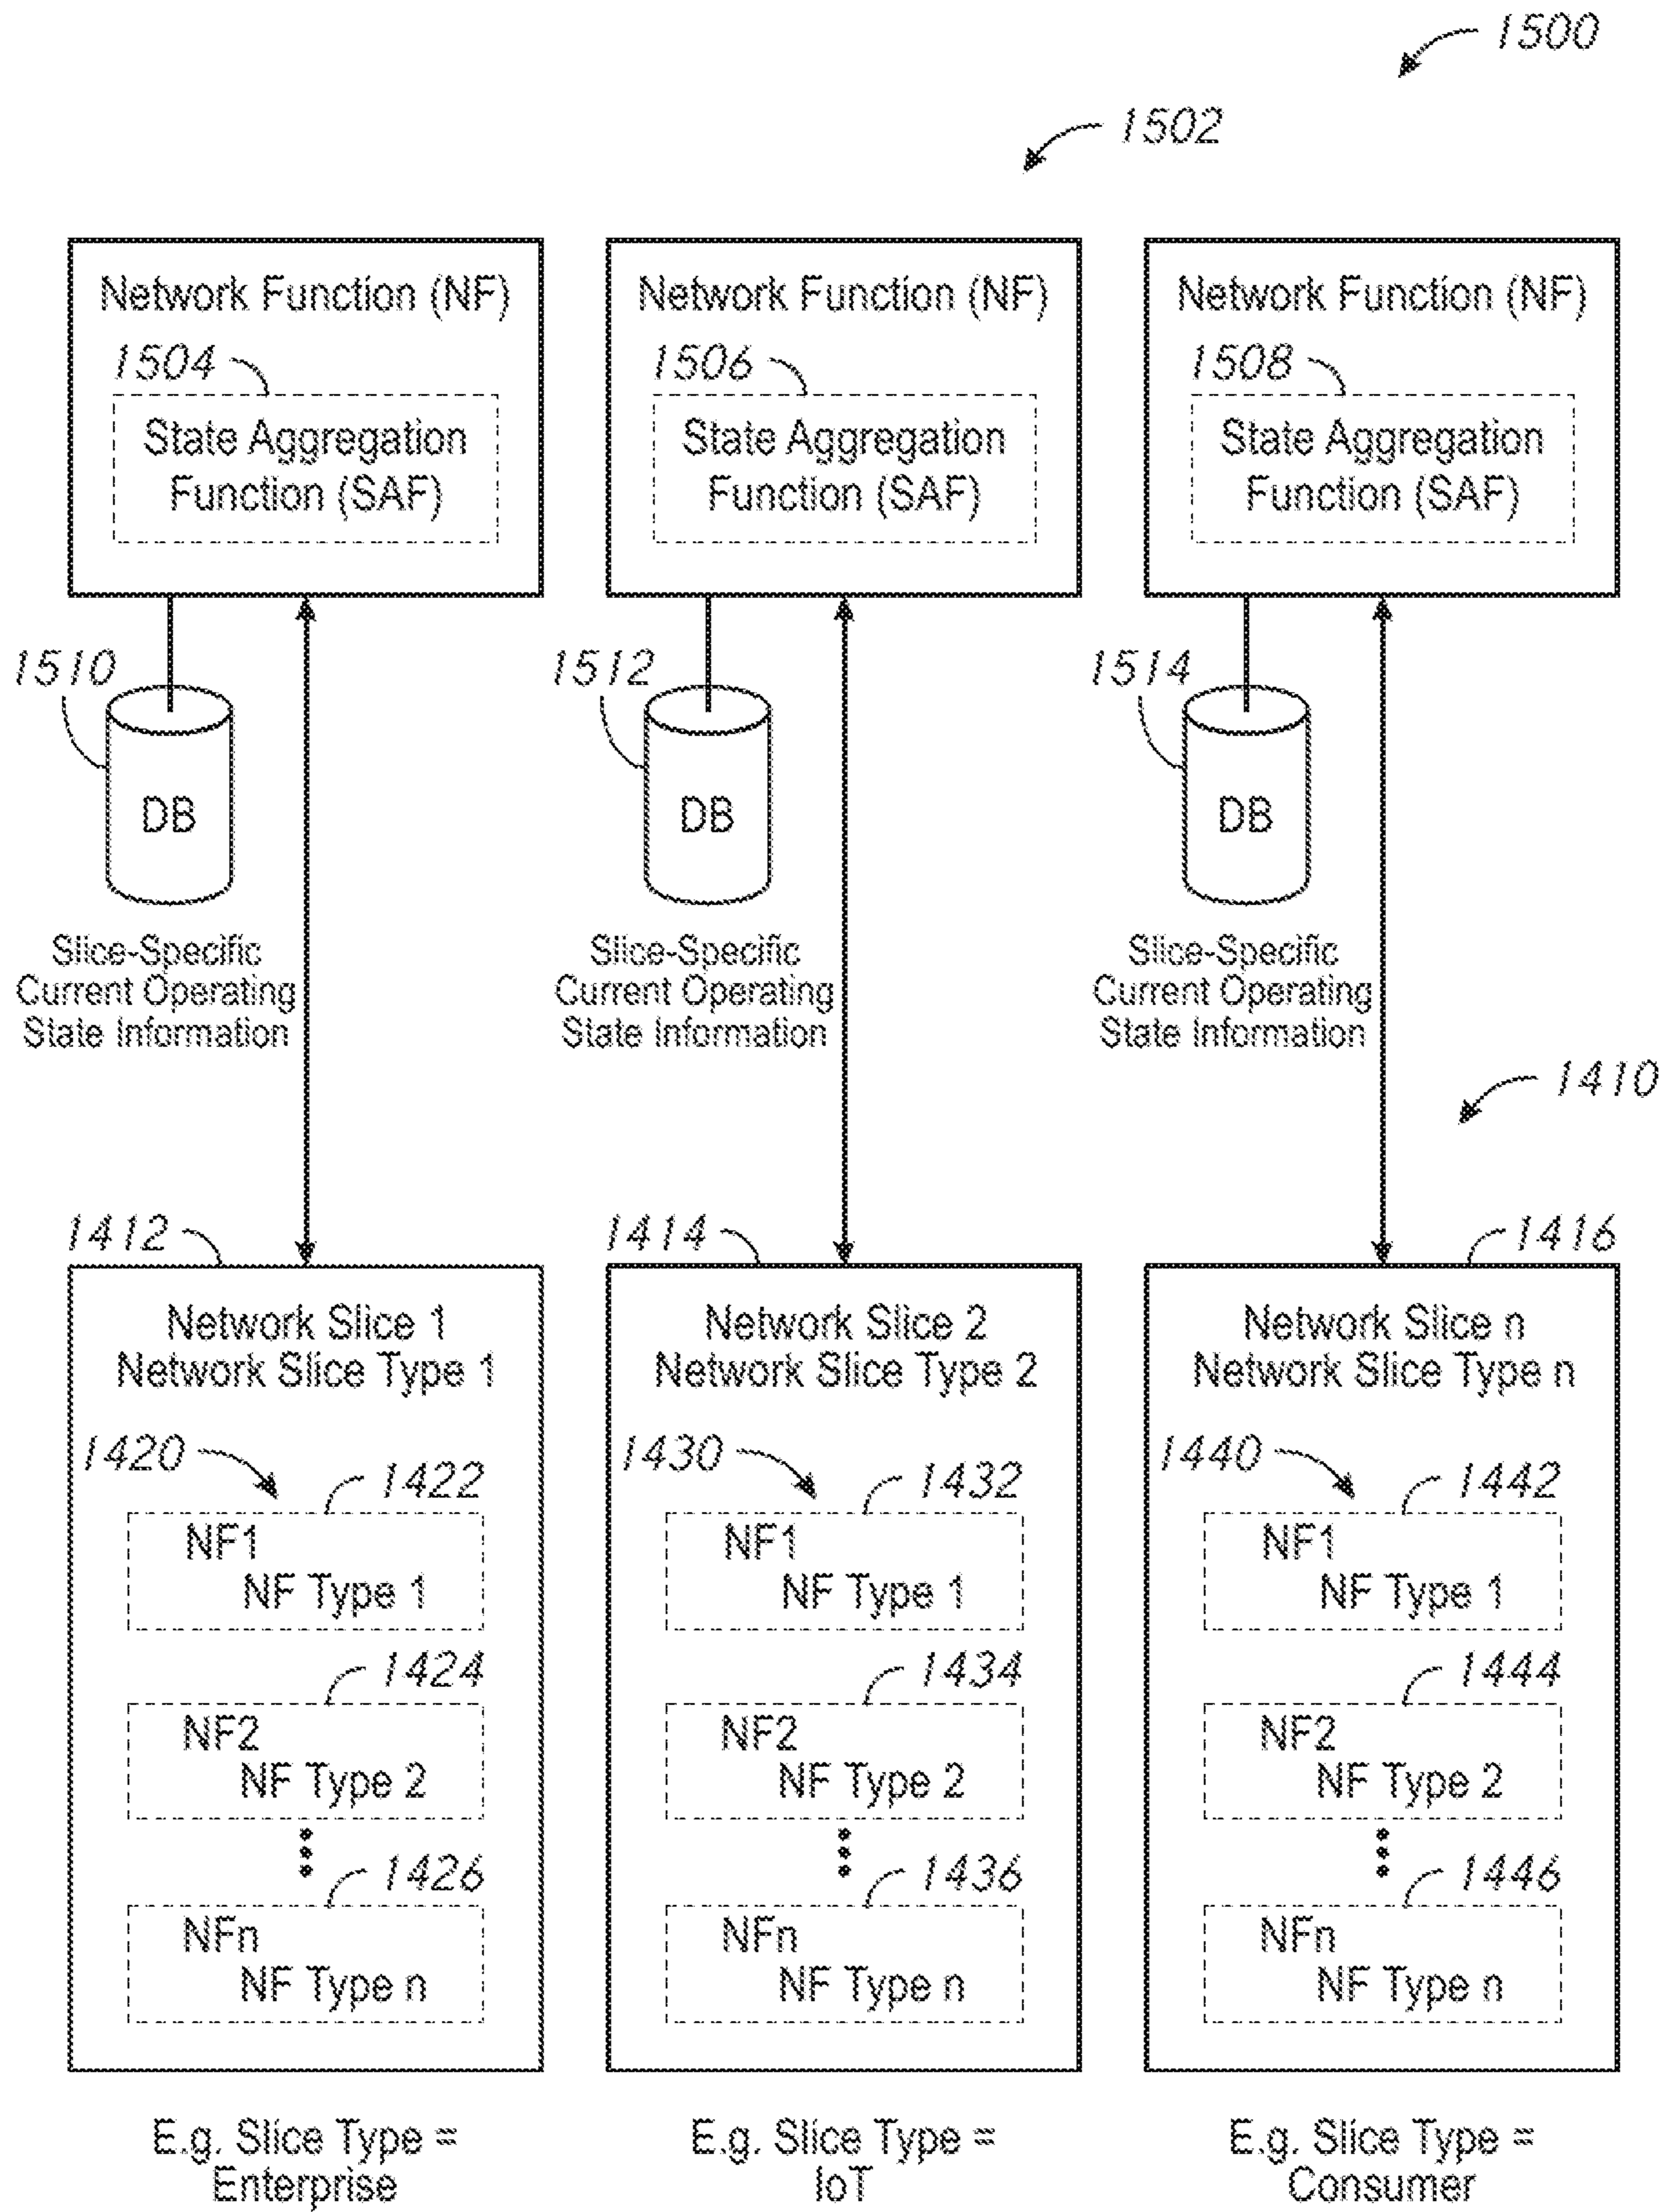 1500
1502
Network Function (NF)
1504
State Aggregation
Function (SAF)
Network Function (NF)
1506
State Aggregation
Function (SAF)
Network Function (NF)
1508
State Aggregation
Function (SAF)
1510
DB
Slice-Specific
Current Operating
State Information
1512
DB
Slice-Specific
Current Operating
State Information
1514
DB
Slice-Specific
Current Operating
State Information
1410
1412
Network Slice 1
Network Slice Type 1
1420
1422
NF1
NF Type 1
1424
NF2
NF Type 2
1426
NFn
NF Type n
E.g. Slice Type =
Enterprise
1414
Network Slice 2
Network Slice Type 2
1430
1432
NF1
NF Type 1
1434
NF2
NF Type 2
1436
NFn
NF Type n
E.g. Slice Type =
IoT
1416
Network Slice n
Network Slice Type n
1440
1442
NF1
NF Type 1
1444
NF2
NF Type 2
1446
NFn
NF Type n
E.g. Slice Type =
Consumer